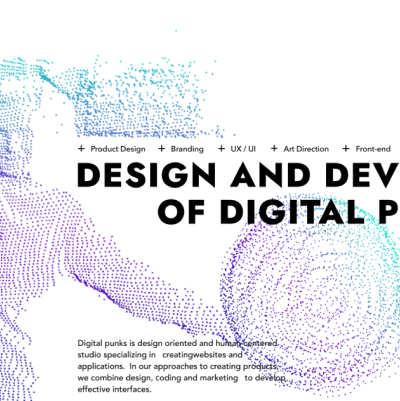 + Product Design + Branding + UX / UI + Art Direction + Front-end
DESIGN AND DEV
OF DIGITAL P
Digital punks is design oriented and human-centered
studio specializing in creatingwebsites and
applications. In our approaches to creating products,
we combine design, coding and marketing to develop
effective interfaces.